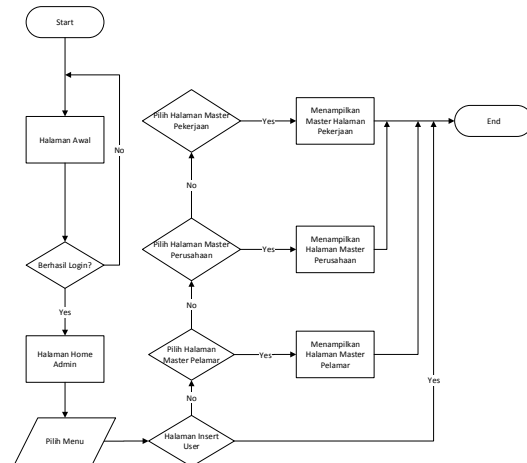 Start
Halaman Awal
No
Berhasil Login?
Yes
Halaman Home
Admin
Pilih Menu
Halaman Insert
User
Yes
No
Pilih Halaman
Master Pelamar
Yes
Menampilkan
Halaman Master
Pelamar
No
Pilih Halaman Master
Perusahaan
Yes
Menampilkan
Halaman Master
Perusahaan
No
Pilih Halaman Master
Pekerjaan
Yes
Menampilkan
Master Halaman
Pekerjaan
End